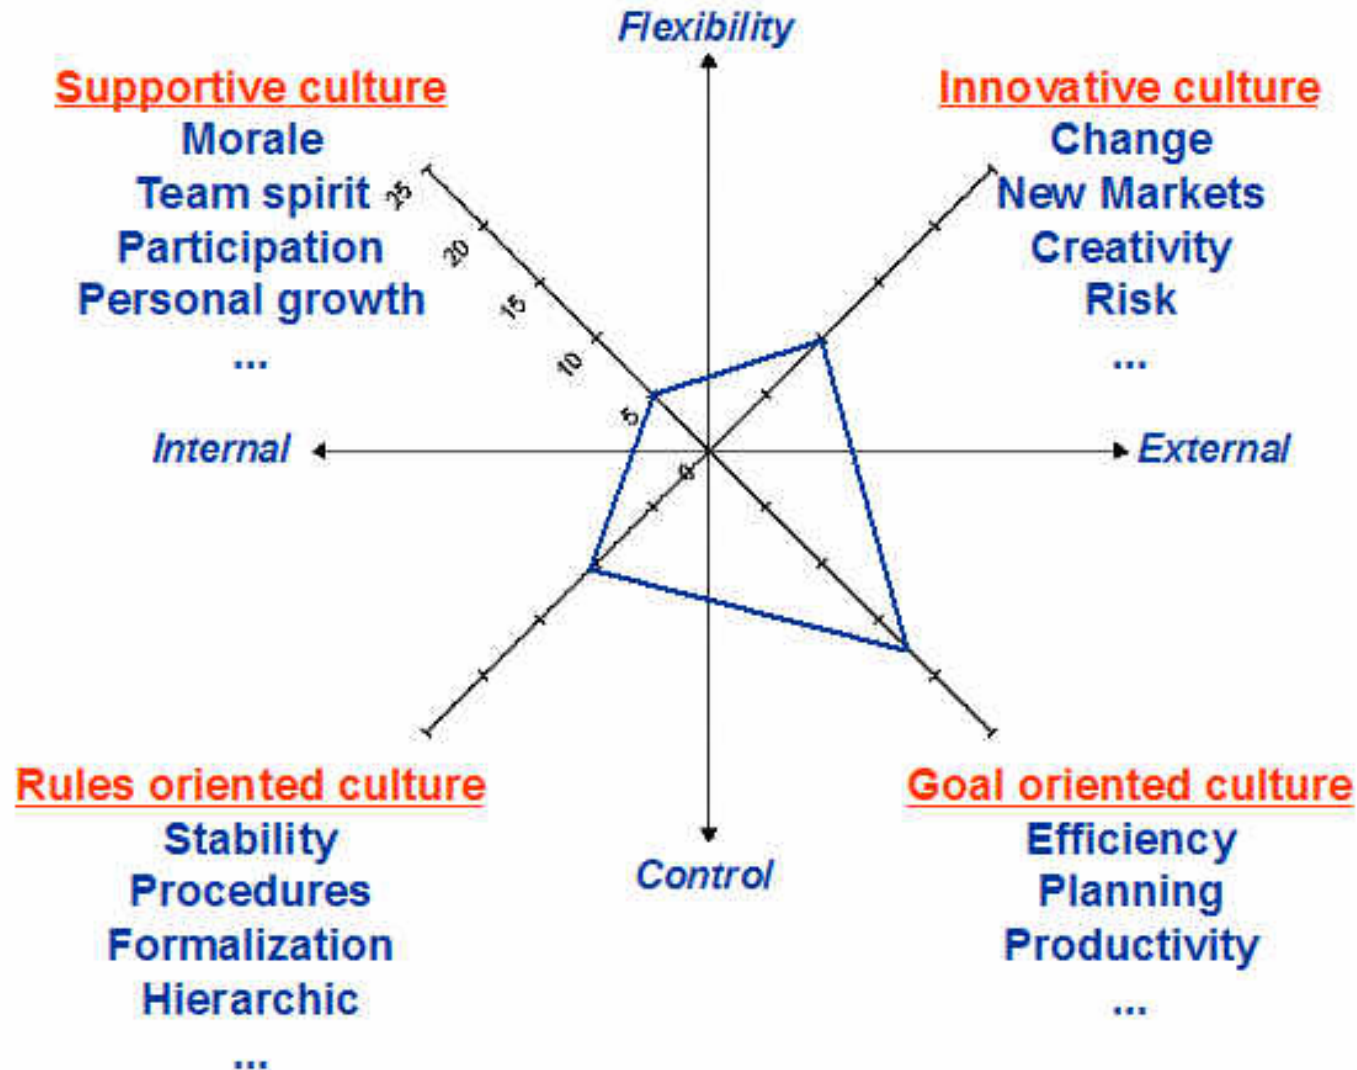 Flexibility
Supportive culture
Morale
Team spirit
Participation
Personal growth
...
Innovative culture
Change
New Markets
Creativity
Risk
...
25
20
15
10
5
0
Internal
External
Rules oriented culture
Stability
Procedures
Formalization
Hierarchic
...
Control
Goal oriented culture
Efficiency
Planning
Productivity
...